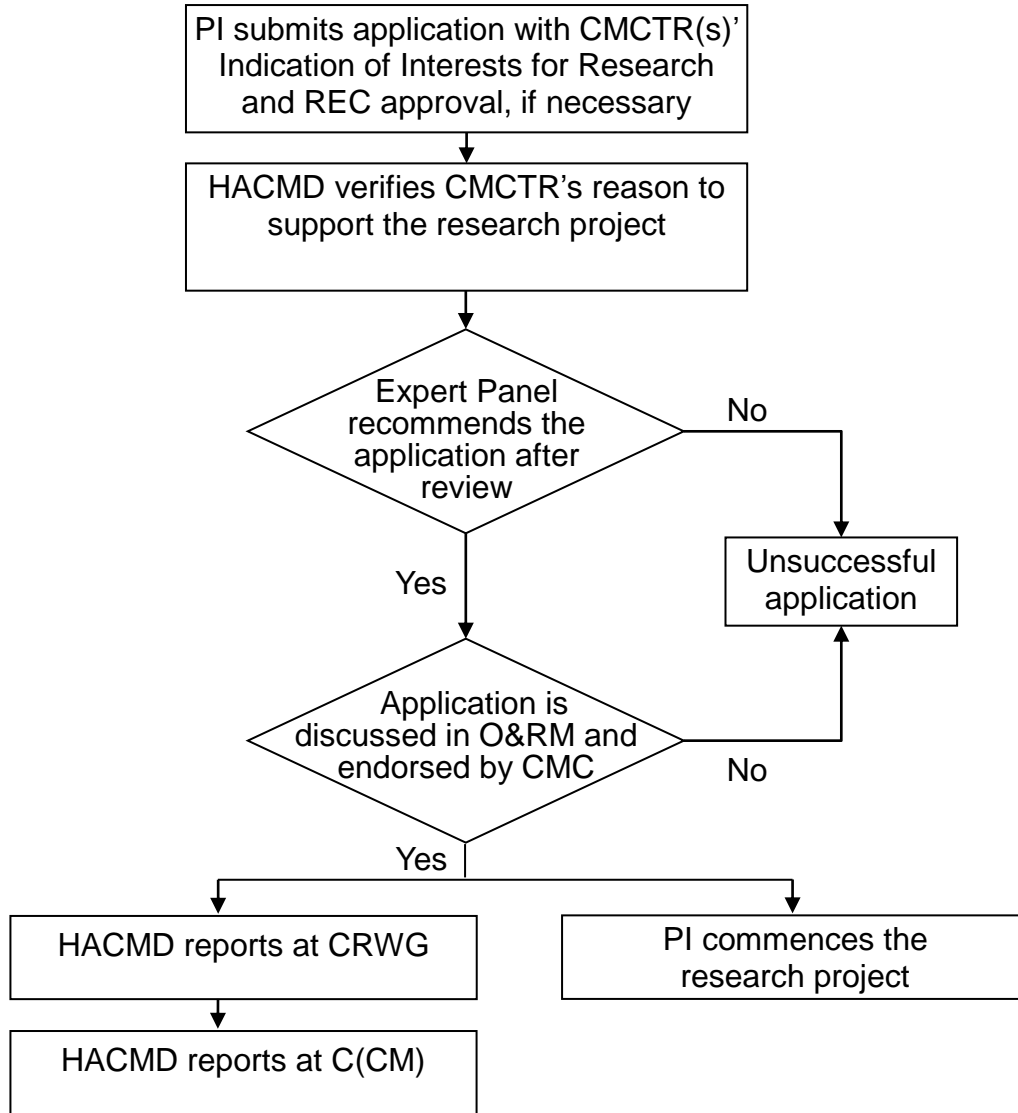 PI submits application with CMCTR(s)’
Indication of Interests for Research
and REC approval, if necessary
HACMD verifies CMCTR’s reason to
support the research project
Expert Panel
recommends the
application after
review
No
Unsuccessful
application
Yes
Application is
discussed in O&RM and
endorsed by CMC
No
Yes
HACMD reports at CRWG
PI commences the
research project
HACMD reports at C(CM)